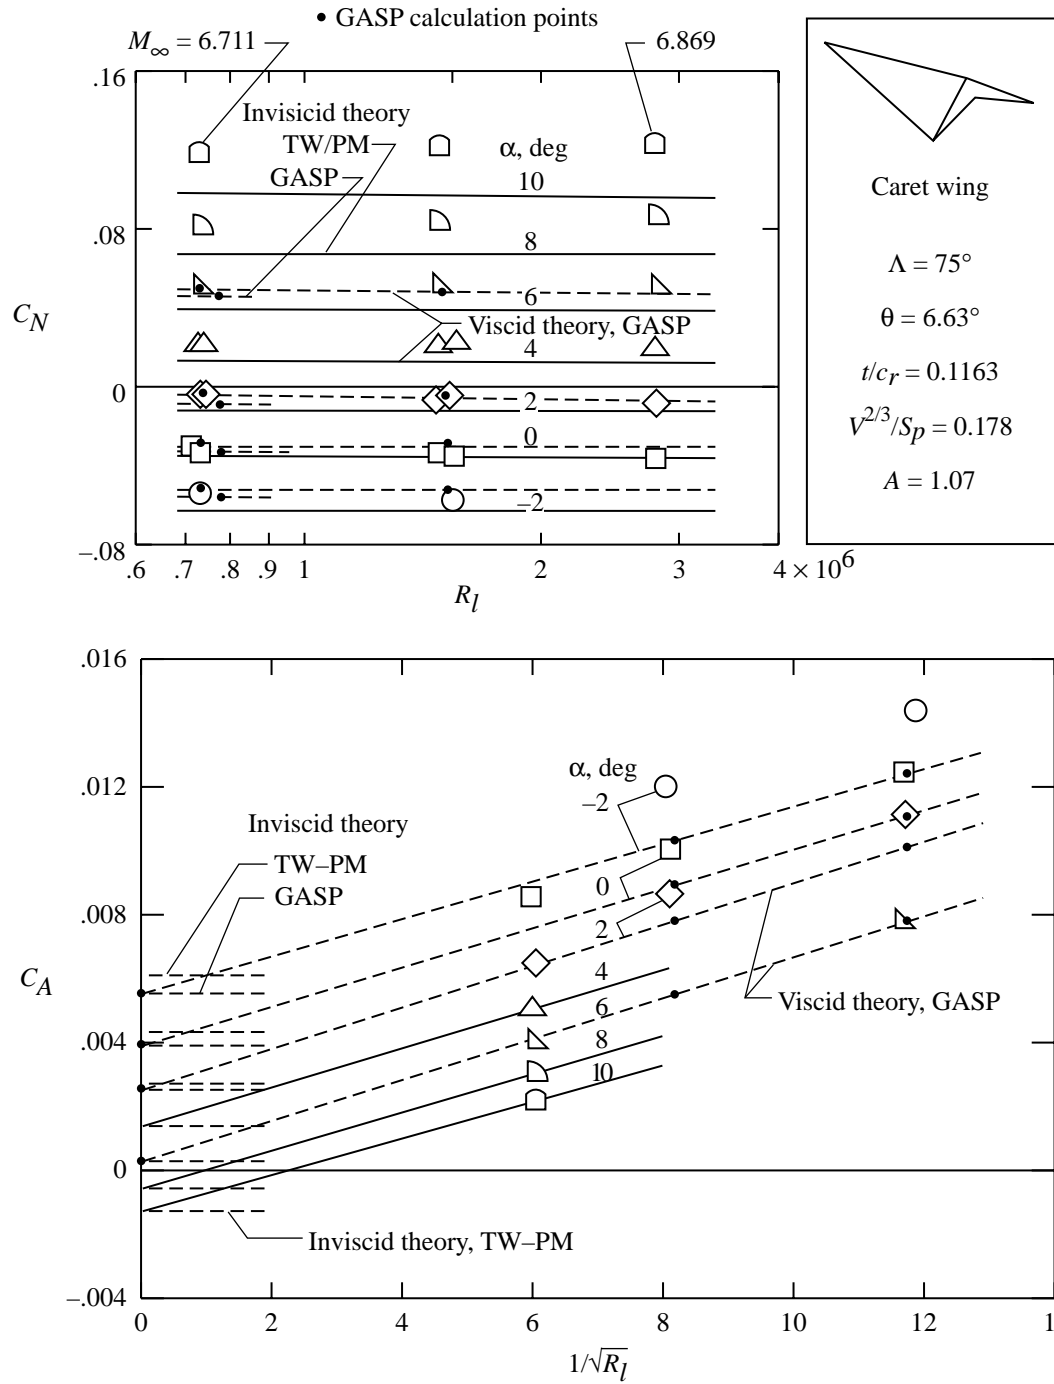 • GASP calculation points
M∞ = 6.711
6.869
.16
Invisicid theory
TW/PM
GASP
α, deg
10
8
6
Viscid theory, GASP
4
2
0
–2
.08
0
–.08
C_N
.6 .7 .8 .9 1 2 3 4 × 10^6
R_l
Caret wing
Λ = 75°
θ = 6.63°
t/c_r = 0.1163
V^2/3/S_p = 0.178
A = 1.07
.016
.012
.008
.004
0
–.004
C_A
α, deg
–2
0
2
4
6
8
10
Inviscid theory
TW–PM
GASP
Viscid theory, GASP
Inviscid theory, TW–PM
0 2 4 6 8 10 12 1
1/√R_l